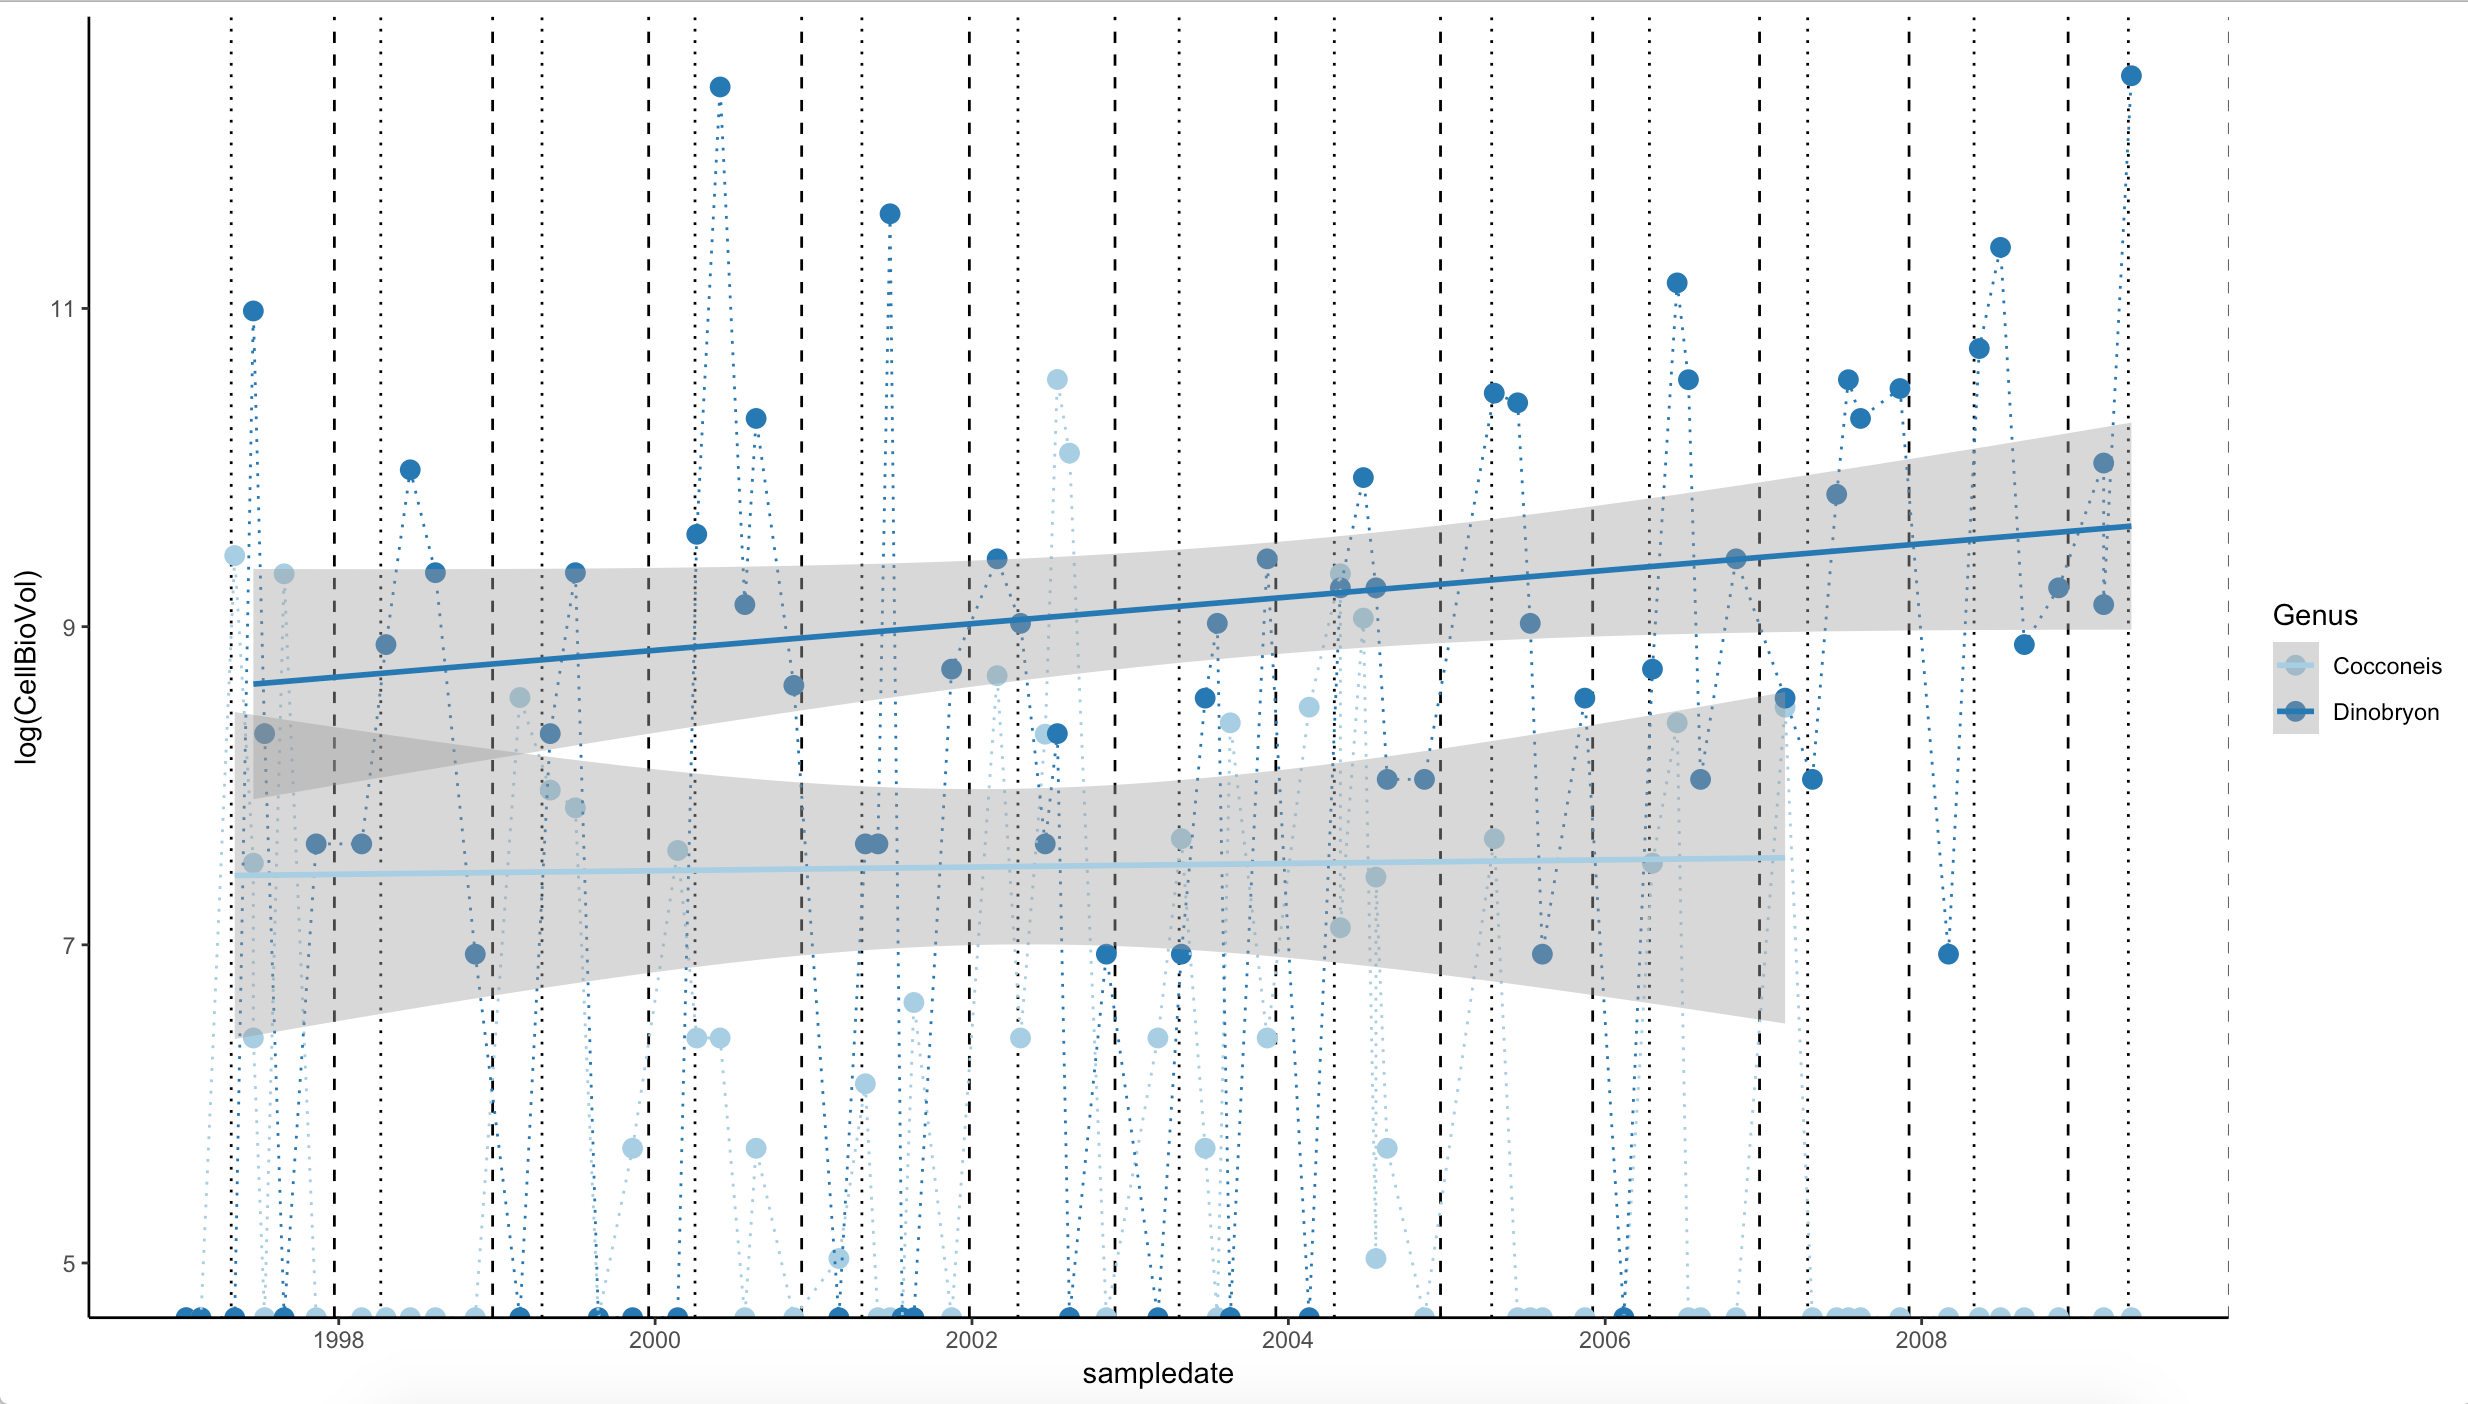 log(CellBioVol)
11
9
7
5
1998 2000 2002 2004 2006 2008
sampledate
Genus
Cocconeis
Dinobryon